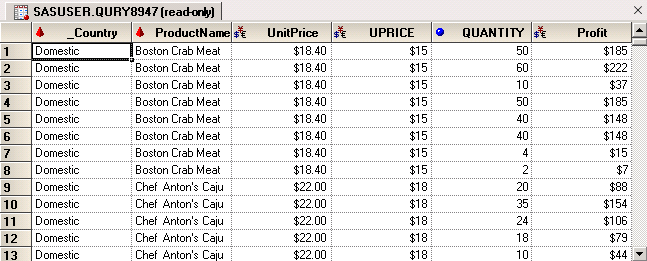 SASUSER.QURY8947 (read-only)
_Country ProductName UnitPrice UPRICE QUANTITY Profit
1 Domestic Boston Crab Meat $18.40 $15 50 $185
2 Domestic Boston Crab Meat $18.40 $15 60 $222
3 Domestic Boston Crab Meat $18.40 $15 10 $37
4 Domestic Boston Crab Meat $18.40 $15 50 $185
5 Domestic Boston Crab Meat $18.40 $15 40 $148
6 Domestic Boston Crab Meat $18.40 $15 40 $148
7 Domestic Boston Crab Meat $18.40 $15 4 $15
8 Domestic Boston Crab Meat $18.40 $15 2 $7
9 Domestic Chef Anton's Caju $22.00 $18 20 $88
10 Domestic Chef Anton's Caju $22.00 $18 35 $154
11 Domestic Chef Anton's Caju $22.00 $18 24 $106
12 Domestic Chef Anton's Caju $22.00 $18 18 $79
13 Domestic Chef Anton's Caju $22.00 $18 10 $44